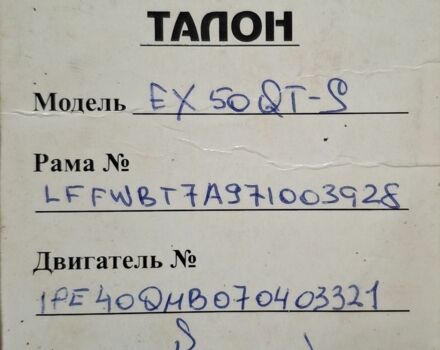 ТАЛОН
Модель EX 50QT-S
Рама №
LFFWBT7A971003928
Двигатель №
1PE40QMB070403321